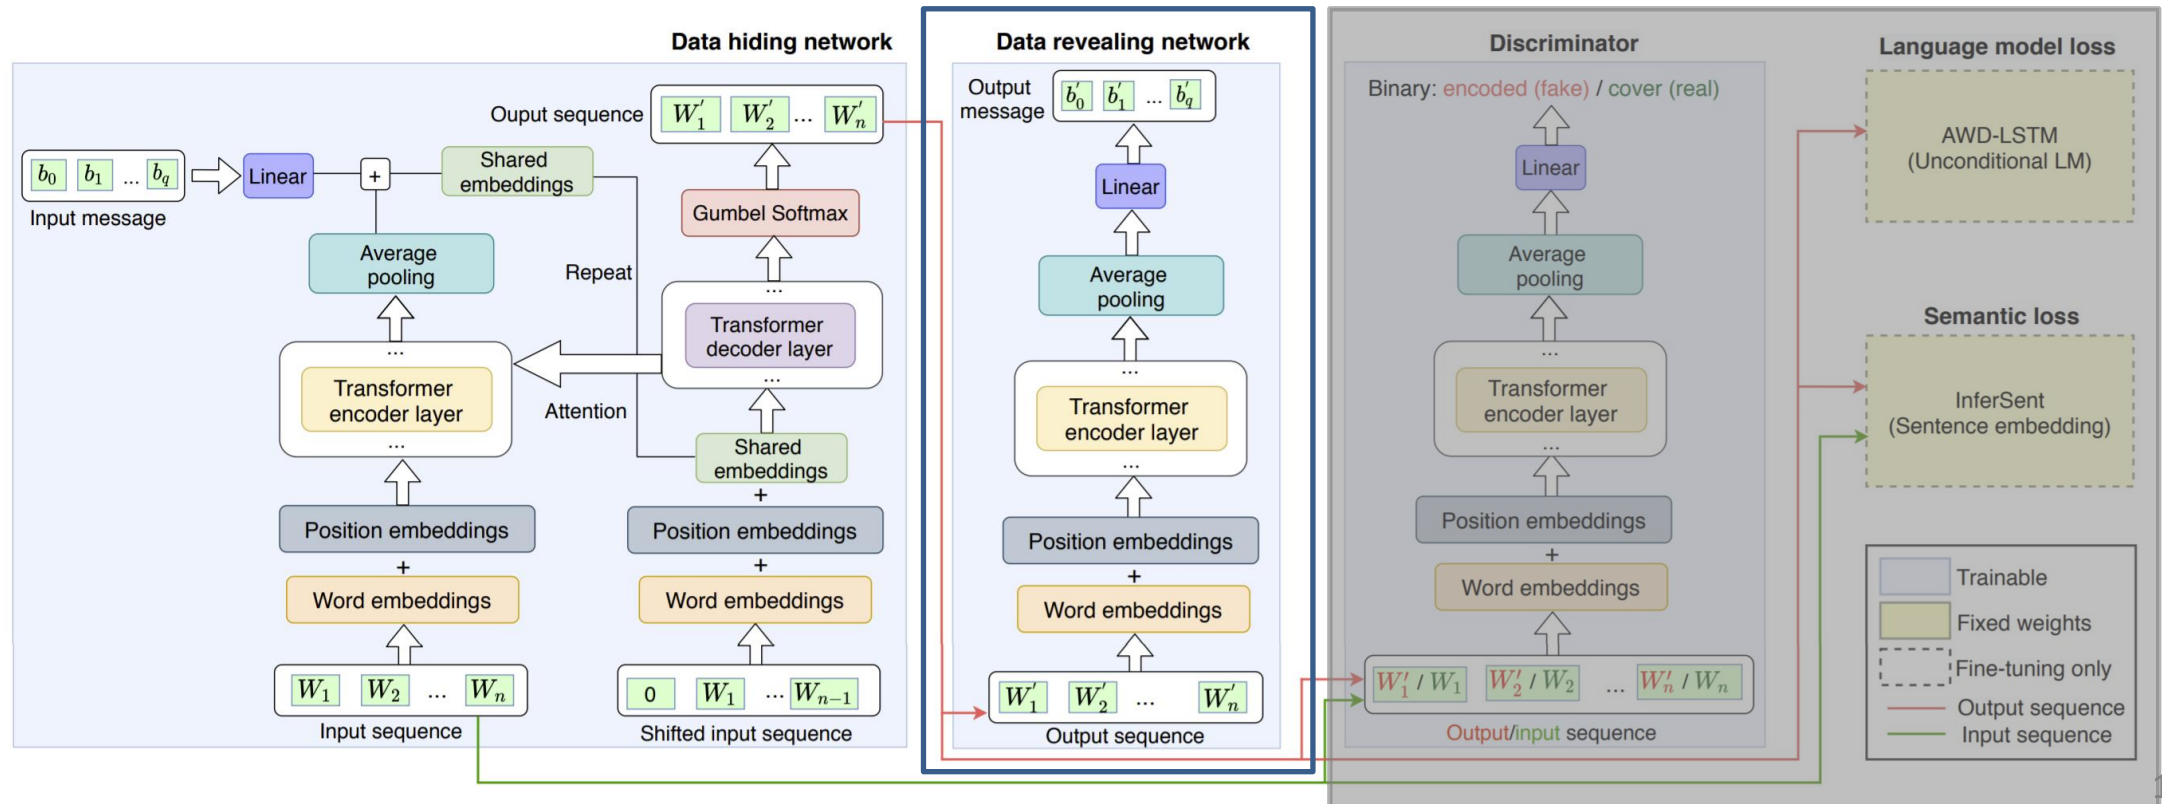 Data hiding network
Ouput sequence
W'1 W'2 ... W'n
b0 b1 ... bq
Input message
Linear
+
Shared
embeddings
Gumbel Softmax
Average
pooling
Repeat
...
Transformer
decoder layer
...
...
Transformer
encoder layer
...
Attention
Shared
embeddings
+
Position embeddings
Position embeddings
+
+
Word embeddings
Word embeddings
W1 W2 ... Wn
Input sequence
0 W1 ... Wn−1
Shifted input sequence
Data revealing network
Output
message
b'0 b'1 ... b'q
Linear
Average
pooling
...
Transformer
encoder layer
...
Position embeddings
+
Word embeddings
W'1 W'2 ... W'n
Output sequence
Discriminator
Binary: encoded (fake) / cover (real)
Linear
Average
pooling
...
Transformer
encoder layer
...
Position embeddings
+
Word embeddings
W'1 / W1 W'2 / W2 ... W'n / Wn
Output/input sequence
Language model loss
AWD-LSTM
(Unconditional LM)
Semantic loss
InferSent
(Sentence embedding)
Trainable
Fixed weights
Fine-tuning only
Output sequence
Input sequence